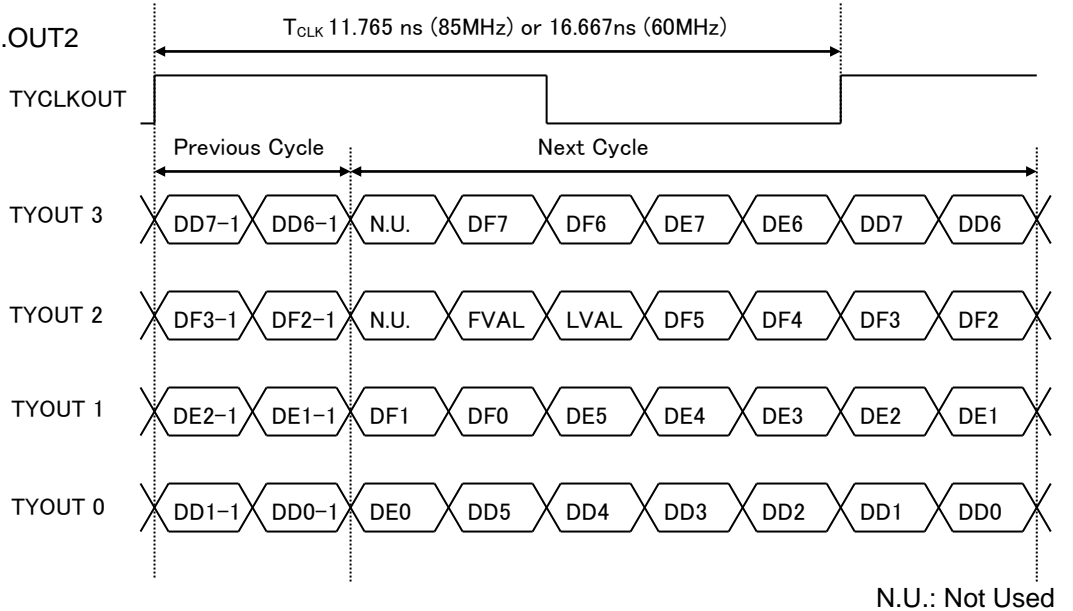 .OUT2
TCLK 11.765 ns (85MHz) or 16.667ns (60MHz)
TYCLKOUT
Previous Cycle Next Cycle
TYOUT 3 DD7-1 DD6-1 N.U. DF7 DF6 DE7 DE6 DD7 DD6
TYOUT 2 DF3-1 DF2-1 N.U. FVAL LVAL DF5 DF4 DF3 DF2
TYOUT 1 DE2-1 DE1-1 DF1 DF0 DE5 DE4 DE3 DE2 DE1
TYOUT 0 DD1-1 DD0-1 DE0 DD5 DD4 DD3 DD2 DD1 DD0
N.U.: Not Used